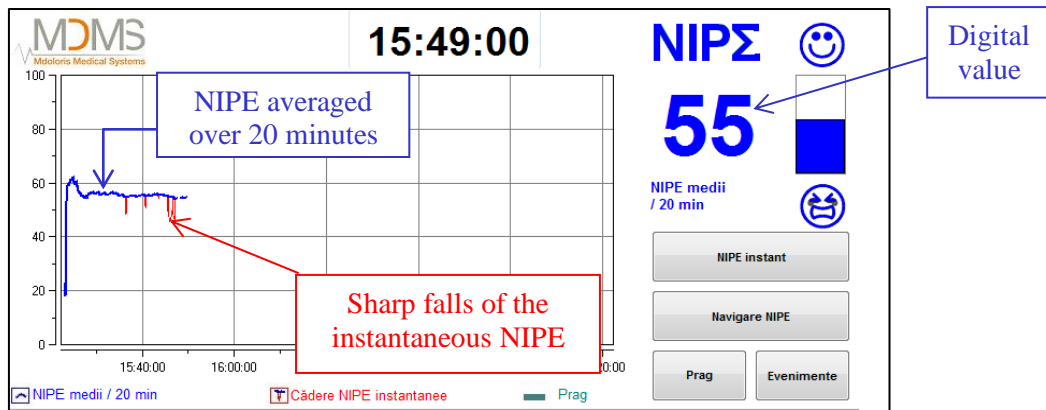 MDMS
Mdoloris Medical Systems
15:49:00
NIPΣ
Digital
value
100
80
60
40
20
0
NIPE averaged
over 20 minutes
55
NIPE medii
/ 20 min
Sharp falls of the
instantaneous NIPE
NIPE instant
Navigare NIPE
Prag
Evenimente
15:40:00
16:00:00
0:00
NIPE medii / 20 min
Cădere NIPE instantanee
Prag